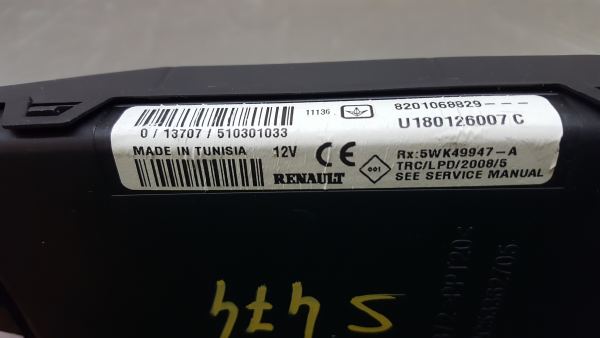 11136
8201068829---
0 / 13707 / 510301033
U180126007 C
MADE IN TUNISIA 12V CE
Rx:5WK49947-A
001
TRC/LPD/2008/5
RENAULT
SEE SERVICE MANUAL